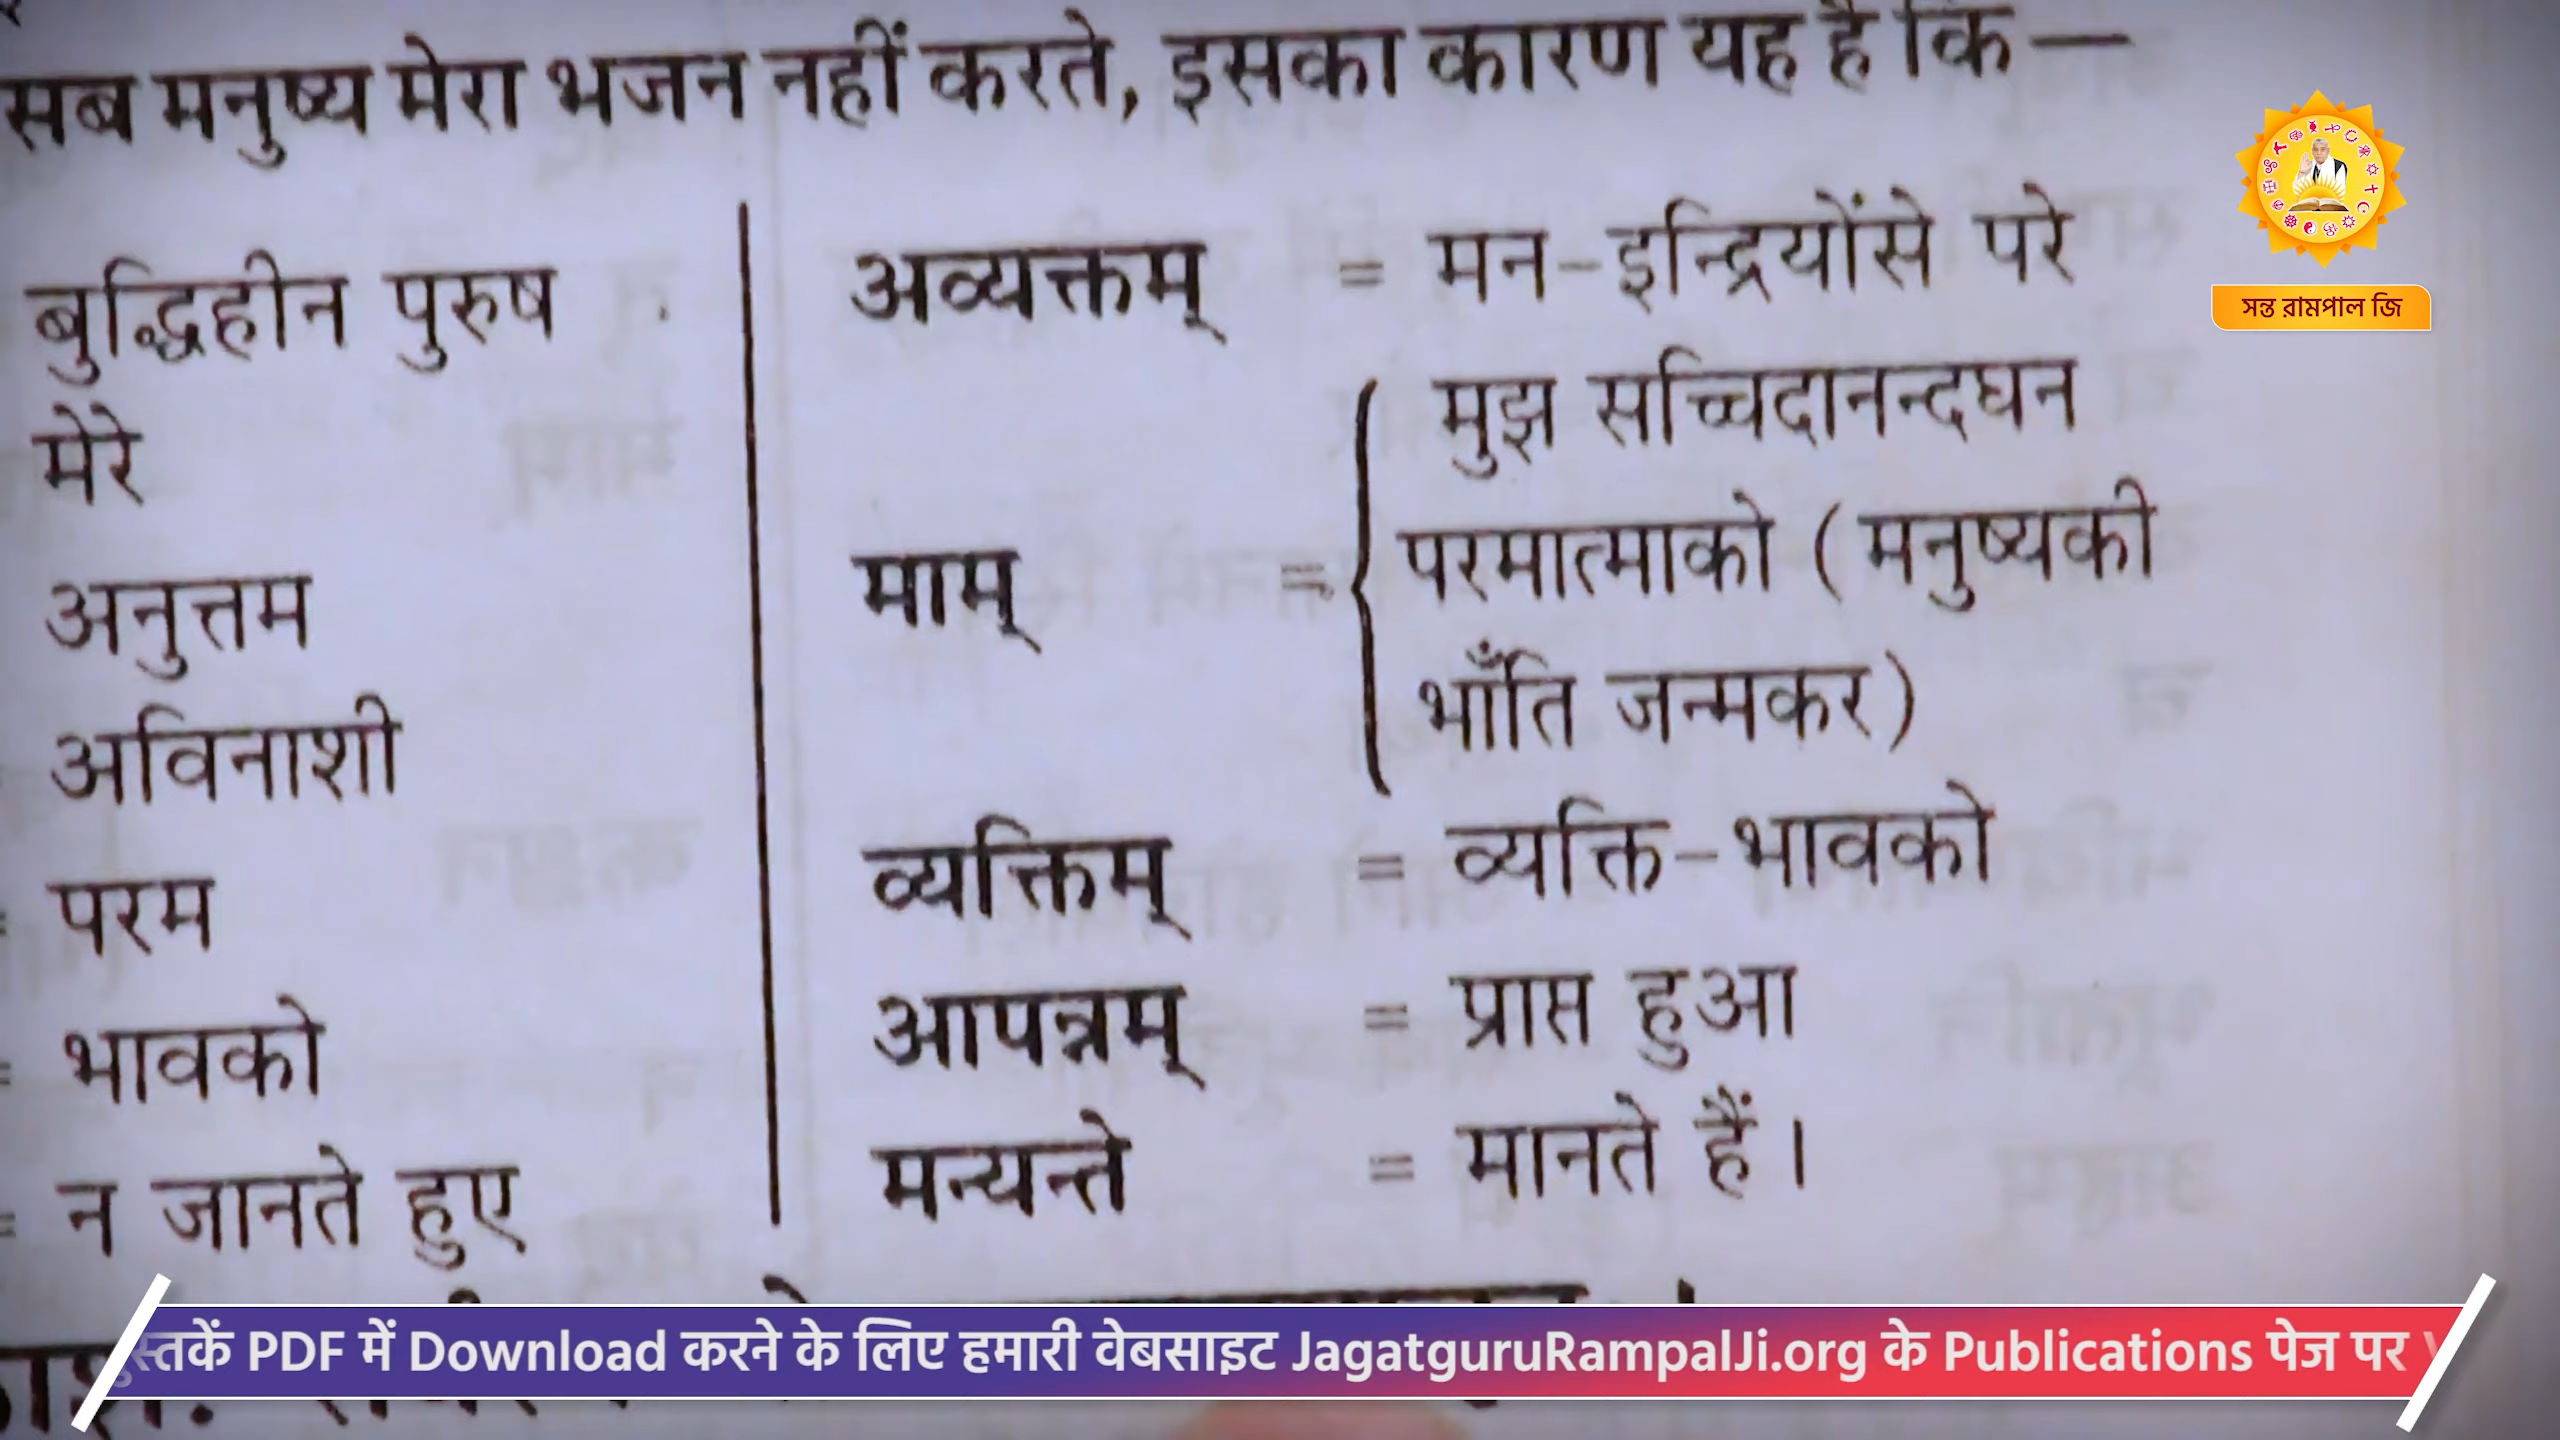 सब मनुष्य मेरा भजन नहीं करते, इसका कारण यह है कि—
बुद्धिहीन पुरुष
मेरे
अनुत्तम
अविनाशी
= परम
= भावको
= न जानते हुए
अव्यक्तम् = मन-इन्द्रियोंसे परे
माम् = मुझ सच्चिदानन्दघन
परमात्माको (मनुष्यकी
भाँति जन्मकर)
व्यक्तिम् = व्यक्ति-भावको
आपन्नम् = प्राप्त हुआ
मन्यन्ते = मानते हैं।
সন্ত রামপাল জি
स्तकें PDF में Download करने के लिए हमारी वेबसाइट JagatguruRampalJi.org के Publications पेज पर